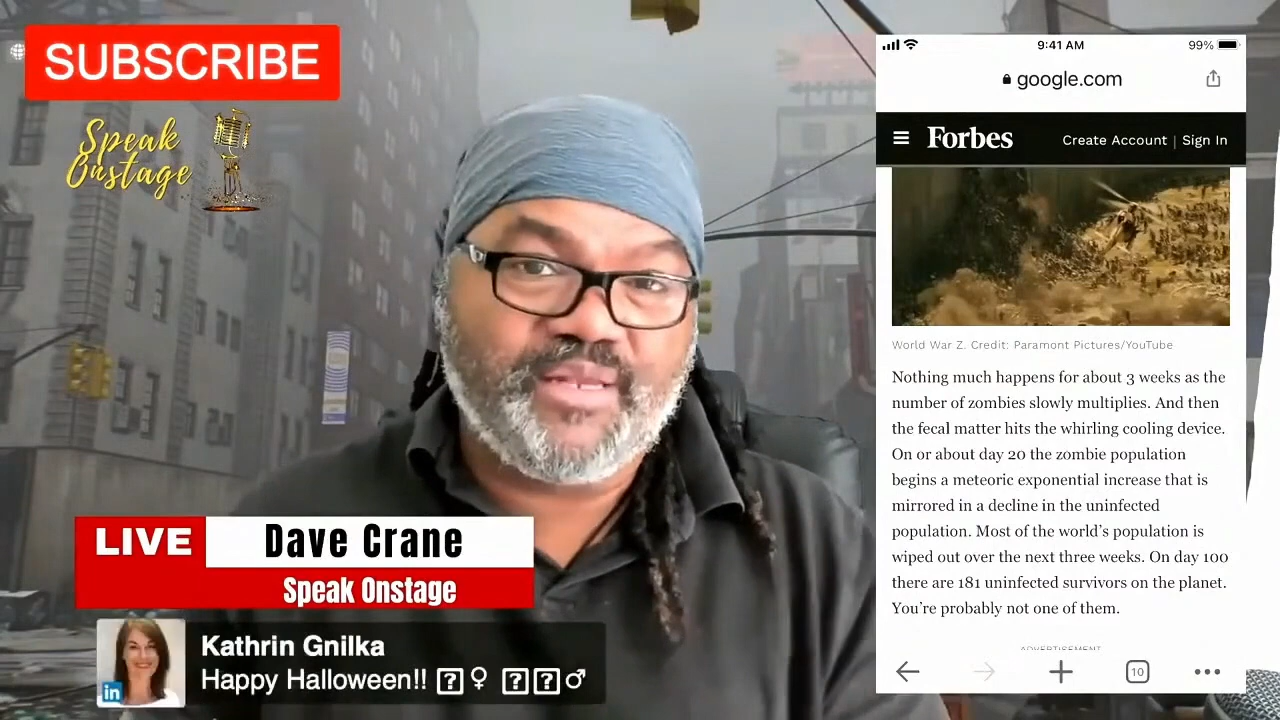 SUBSCRIBE
Speak
Onstage
LIVE
Dave Crane
Speak Onstage
Kathrin Gnilka
Happy Halloween!!
in
9:41 AM
99%
google.com
Forbes
Create Account | Sign In
World War Z. Credit: Paramont Pictures/YouTube
Nothing much happens for about 3 weeks as the
number of zombies slowly multiplies. And then
the fecal matter hits the whirling cooling device.
On or about day 20 the zombie population
begins a meteoric exponential increase that is
mirrored in a decline in the uninfected
population. Most of the world's population is
wiped out over the next three weeks. On day 100
there are 181 uninfected survivors on the planet.
You're probably not one of them.
ADVERTISEMENT
10